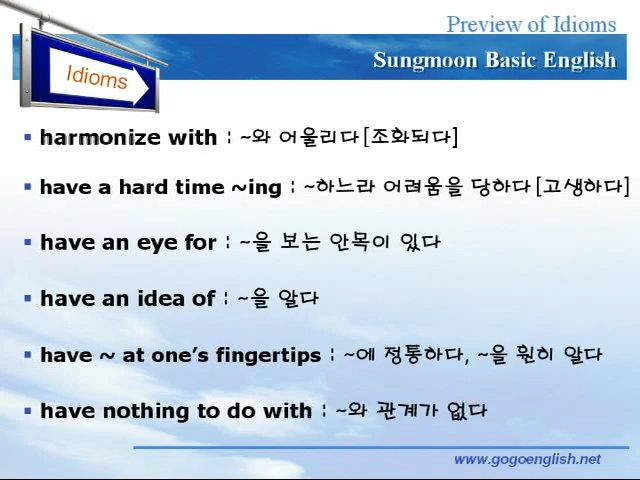 Preview of Idioms
Sungmoon Basic English
Idioms
harmonize with : ~와 어울리다[조화되다]
have a hard time ~ing : ~하느라 어려움을 당하다[고생하다]
have an eye for : ~을 보는 안목이 있다
have an idea of : ~을 알다
have ~ at one's fingertips : ~에 정통하다, ~을 훤히 알다
have nothing to do with : ~와 관계가 없다
www.gogoenglish.net